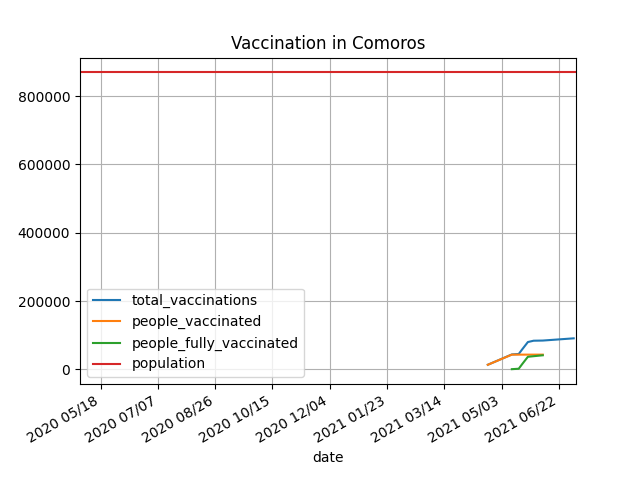 Vaccination in Comoros
800000
600000
400000
200000
0
total_vaccinations
people_vaccinated
people_fully_vaccinated
population
2020 05/18
2020 07/07
2020 08/26
2020 10/15
2020 12/04
2021 01/23
2021 03/14
2021 05/03
2021 06/22
date